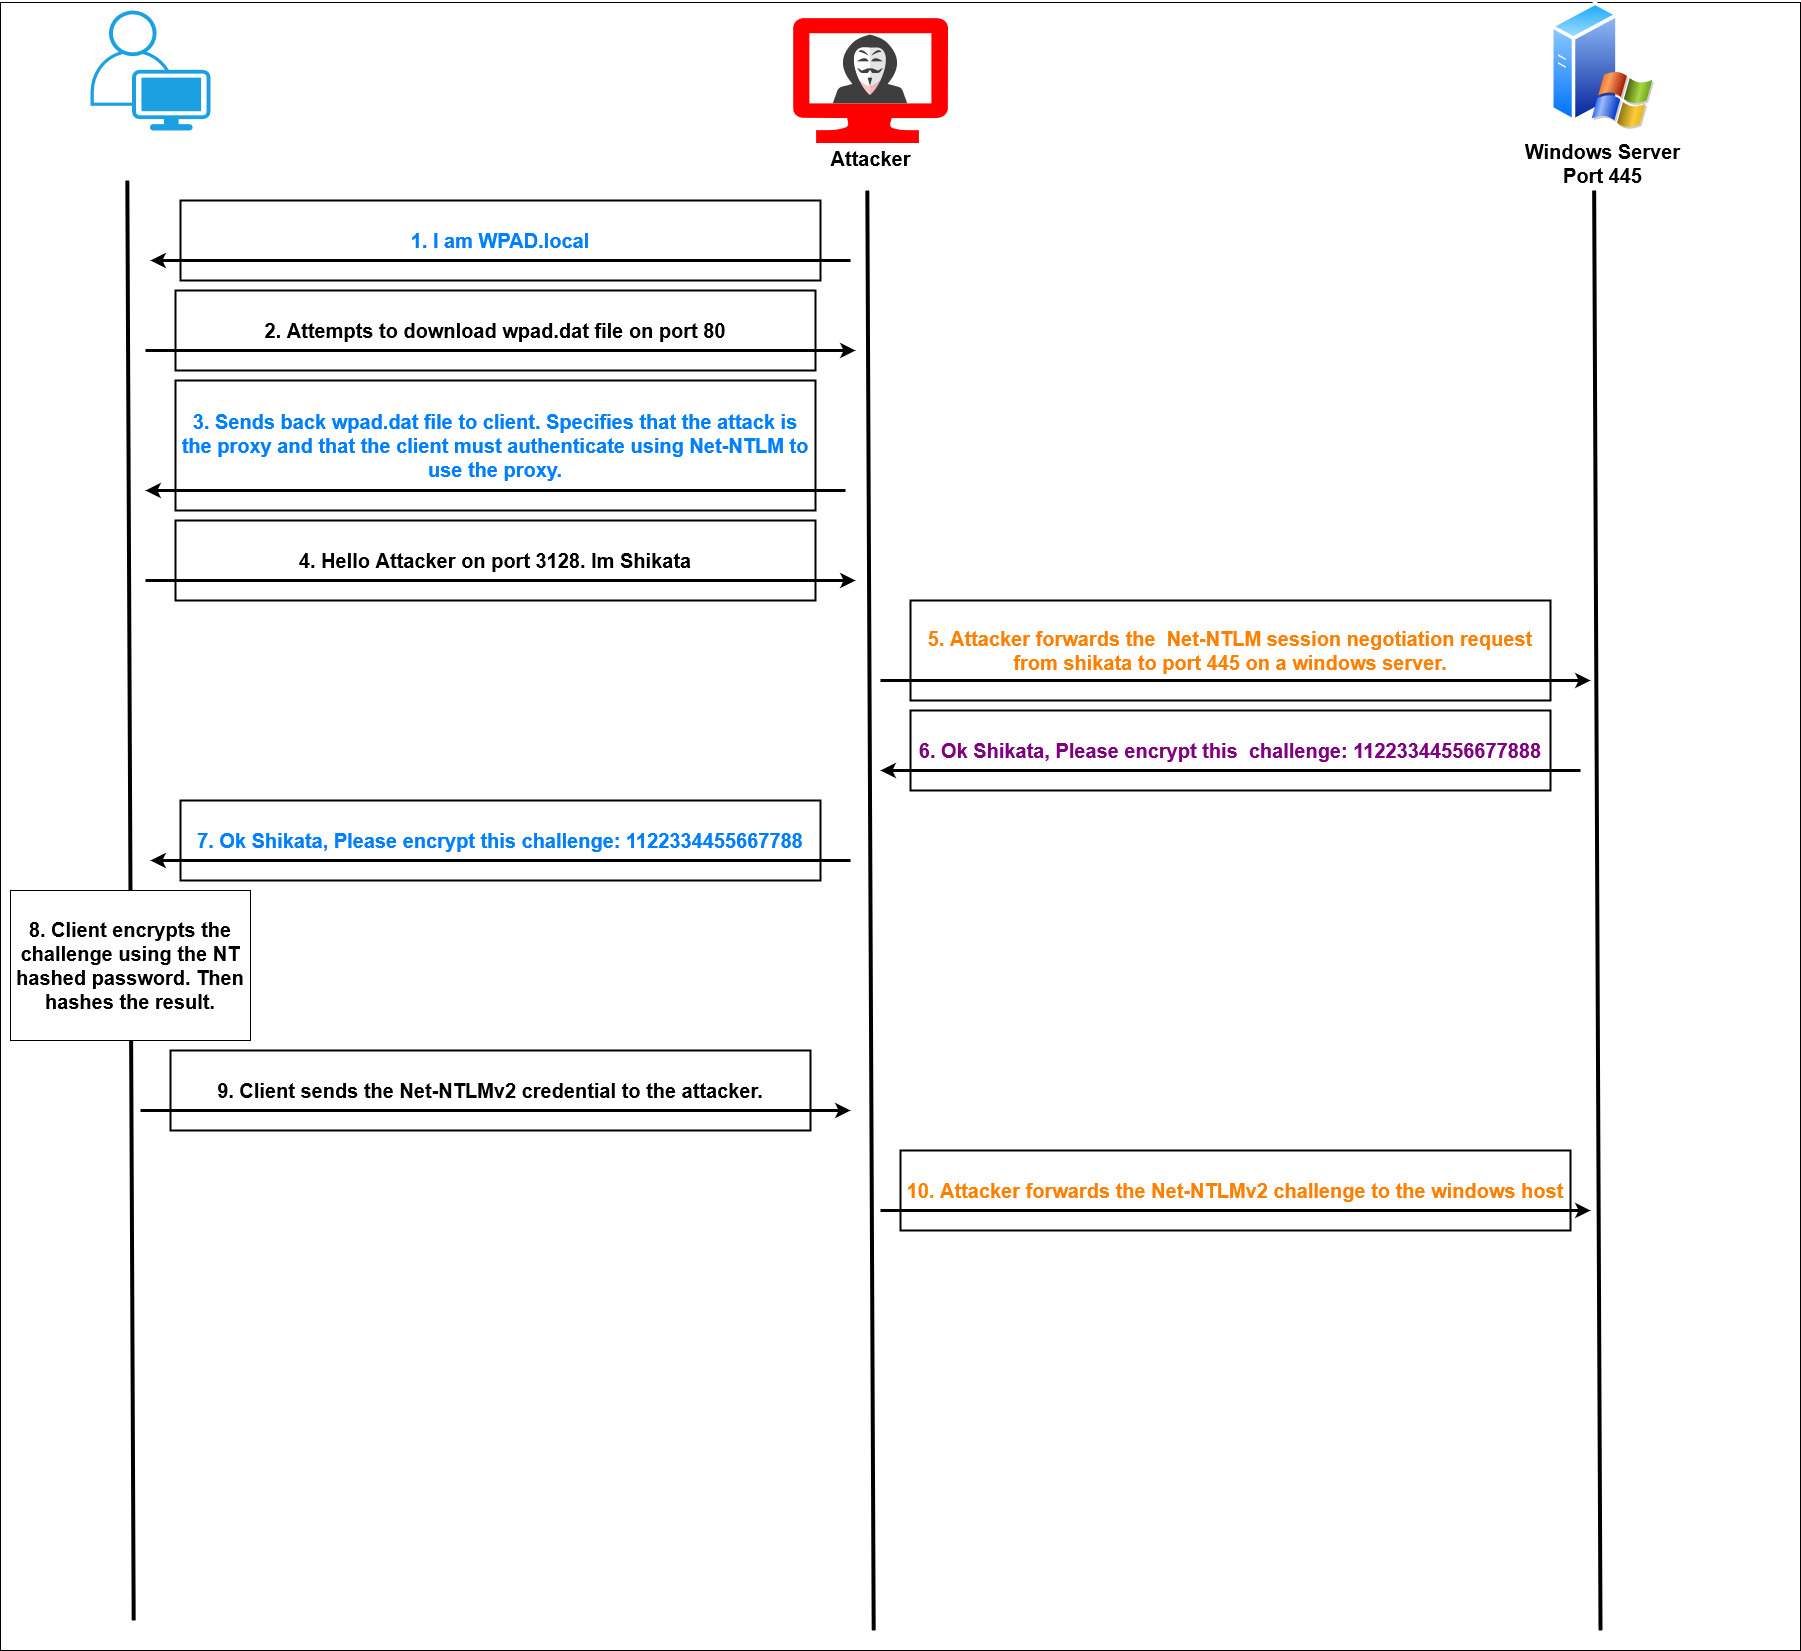 Attacker
Windows Server
Port 445
1. I am WPAD.local
2. Attempts to download wpad.dat file on port 80
3. Sends back wpad.dat file to client. Specifies that the attack is
the proxy and that the client must authenticate using Net-NTLM to
use the proxy.
4. Hello Attacker on port 3128. Im Shikata
5. Attacker forwards the  Net-NTLM session negotiation request
from shikata to port 445 on a windows server.
6. Ok Shikata, Please encrypt this  challenge: 11223344556677888
7. Ok Shikata, Please encrypt this challenge: 1122334455667788
8. Client encrypts the
challenge using the NT
hashed password. Then
hashes the result.
9. Client sends the Net-NTLMv2 credential to the attacker.
10. Attacker forwards the Net-NTLMv2 challenge to the windows host